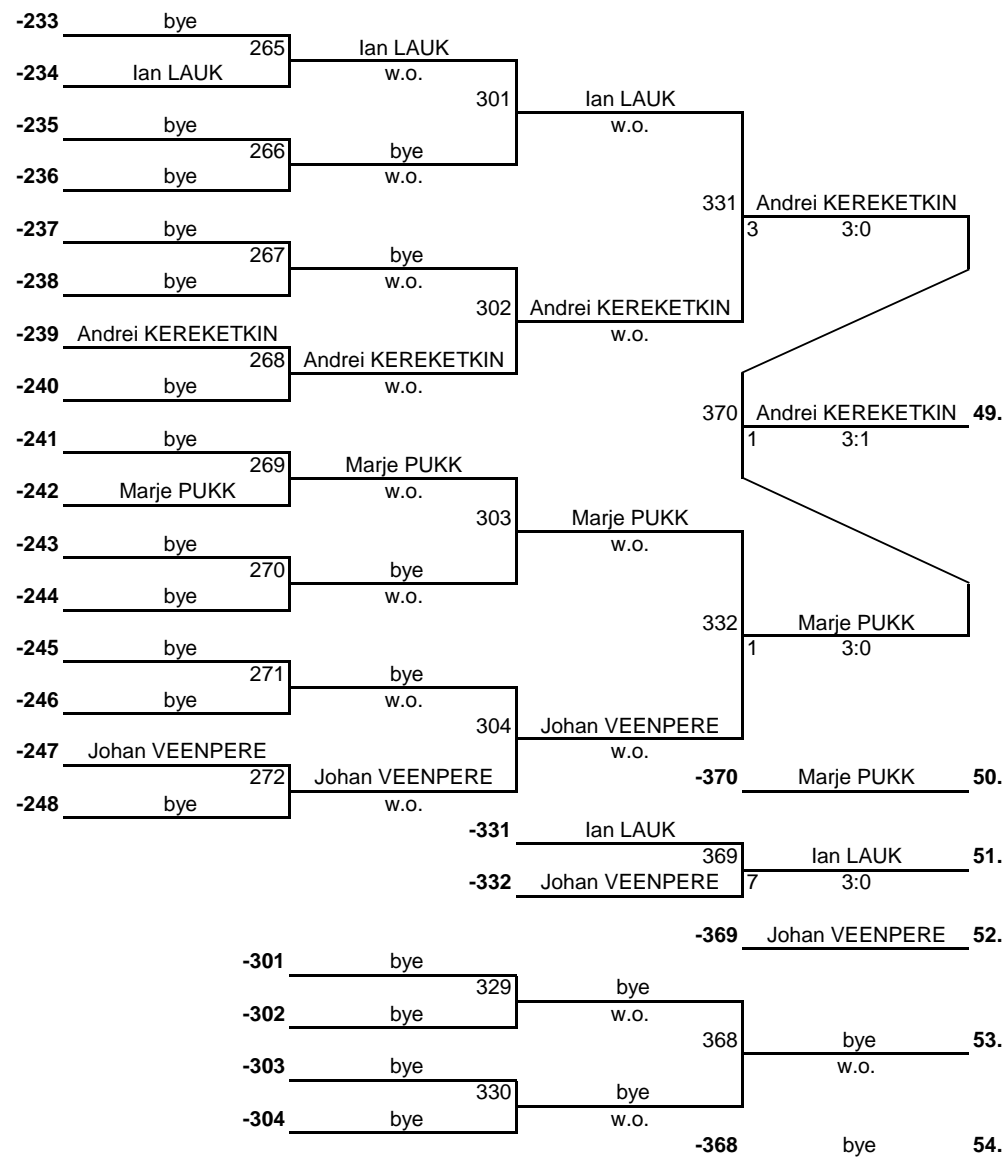 -233 bye
265 Ian LAUK
-234 Ian LAUK w.o.
301 Ian LAUK
-235 bye w.o.
266 bye
-236 bye w.o.
331 Andrei KEREKETKIN
-237 bye 3 3:0
267 bye
-238 bye w.o.
302 Andrei KEREKETKIN
-239 Andrei KEREKETKIN w.o.
268 Andrei KEREKETKIN
-240 bye w.o.
370 Andrei KEREKETKIN 49.
-241 bye 1 3:1
269 Marje PUKK
-242 Marje PUKK w.o.
303 Marje PUKK
-243 bye w.o.
270 bye
-244 bye w.o.
332 Marje PUKK
-245 bye 1 3:0
271 bye
-246 bye w.o.
304 Johan VEENPERE
-247 Johan VEENPERE w.o.
272 Johan VEENPERE -370 Marje PUKK 50.
-248 bye w.o.
-331 Ian LAUK
369 Ian LAUK 51.
-332 Johan VEENPERE 7 3:0
-369 Johan VEENPERE 52.
-301 bye
329 bye
-302 bye w.o.
368 bye 53.
-303 bye w.o.
330 bye
-304 bye w.o.
-368 bye 54.